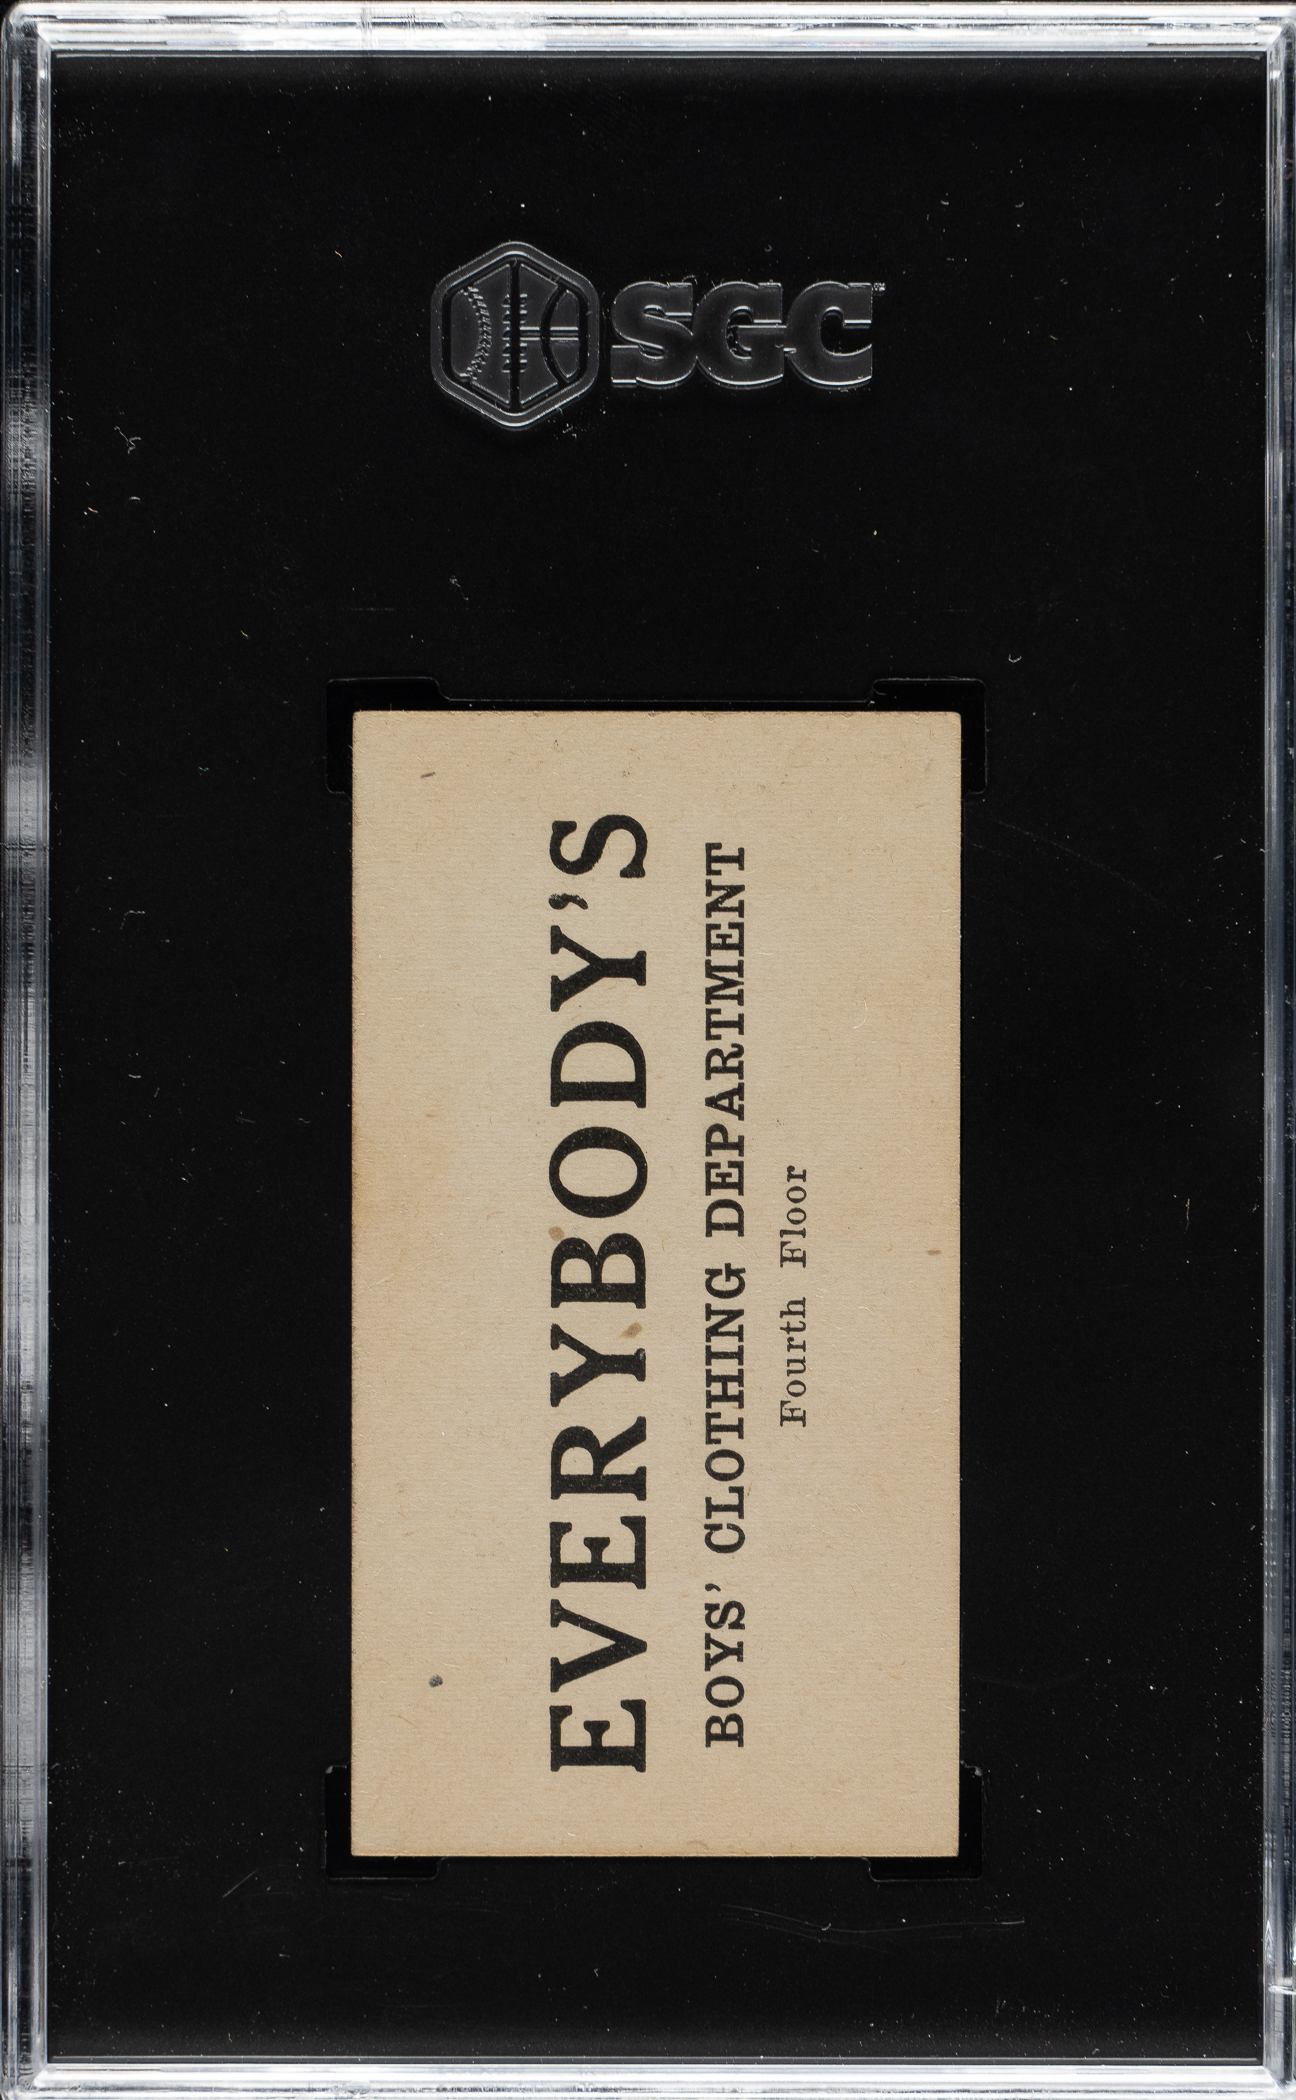 SGC
EVERYBODY'S
BOYS' CLOTHING DEPARTMENT
Fourth Floor